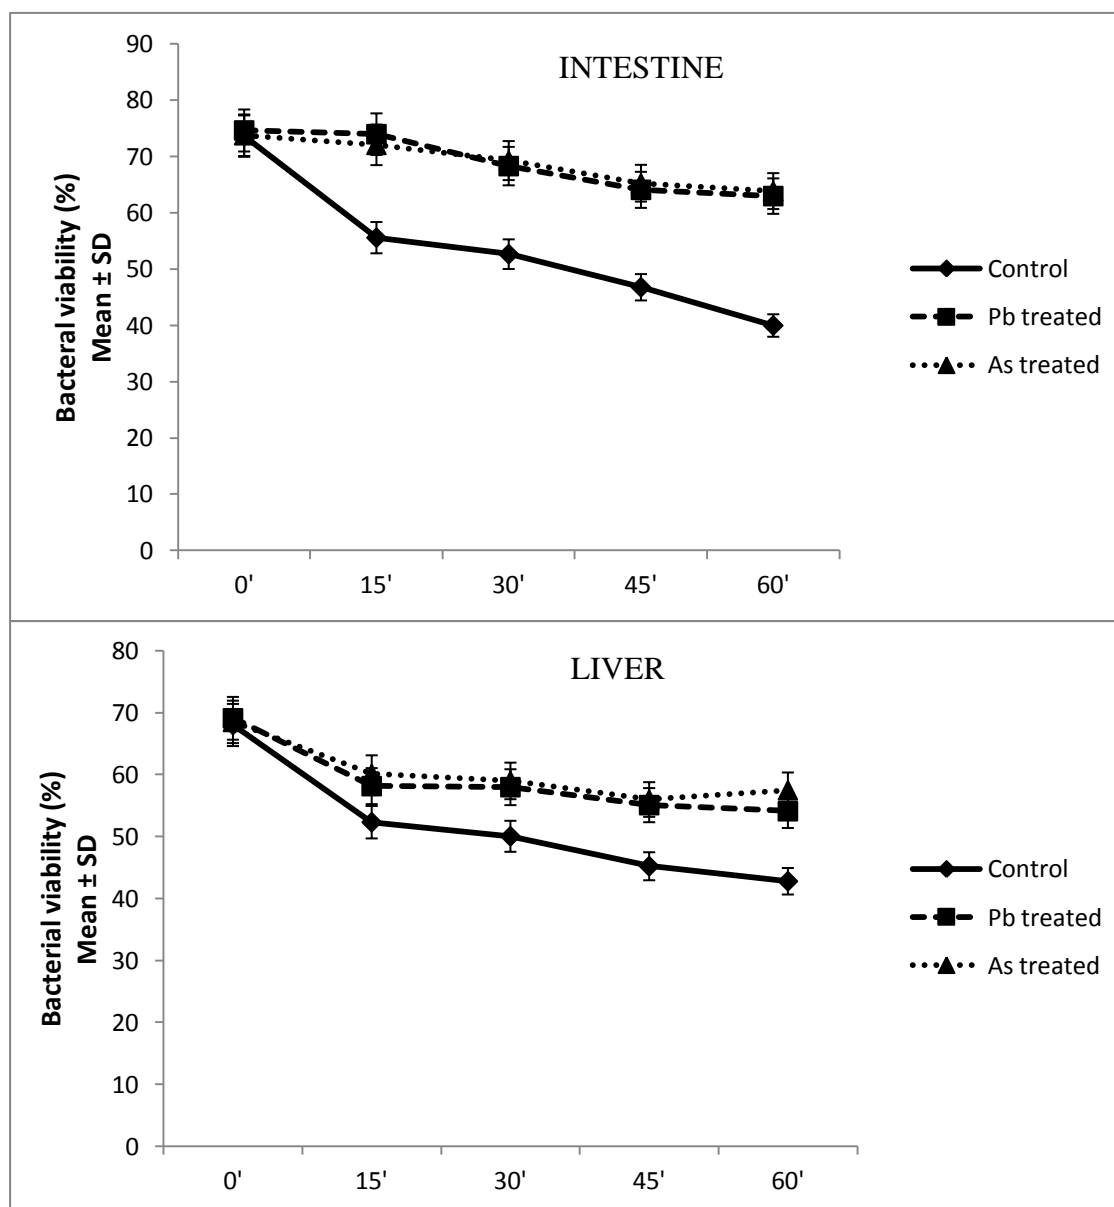 INTESTINE
Bacteral viability (%)
Mean ± SD
90
80
70
60
50
40
30
20
10
0
0' 15' 30' 45' 60'
Control
Pb treated
As treated
LIVER
Bacterial viability (%)
Mean ± SD
80
70
60
50
40
30
20
10
0
0' 15' 30' 45' 60'
Control
Pb treated
As treated